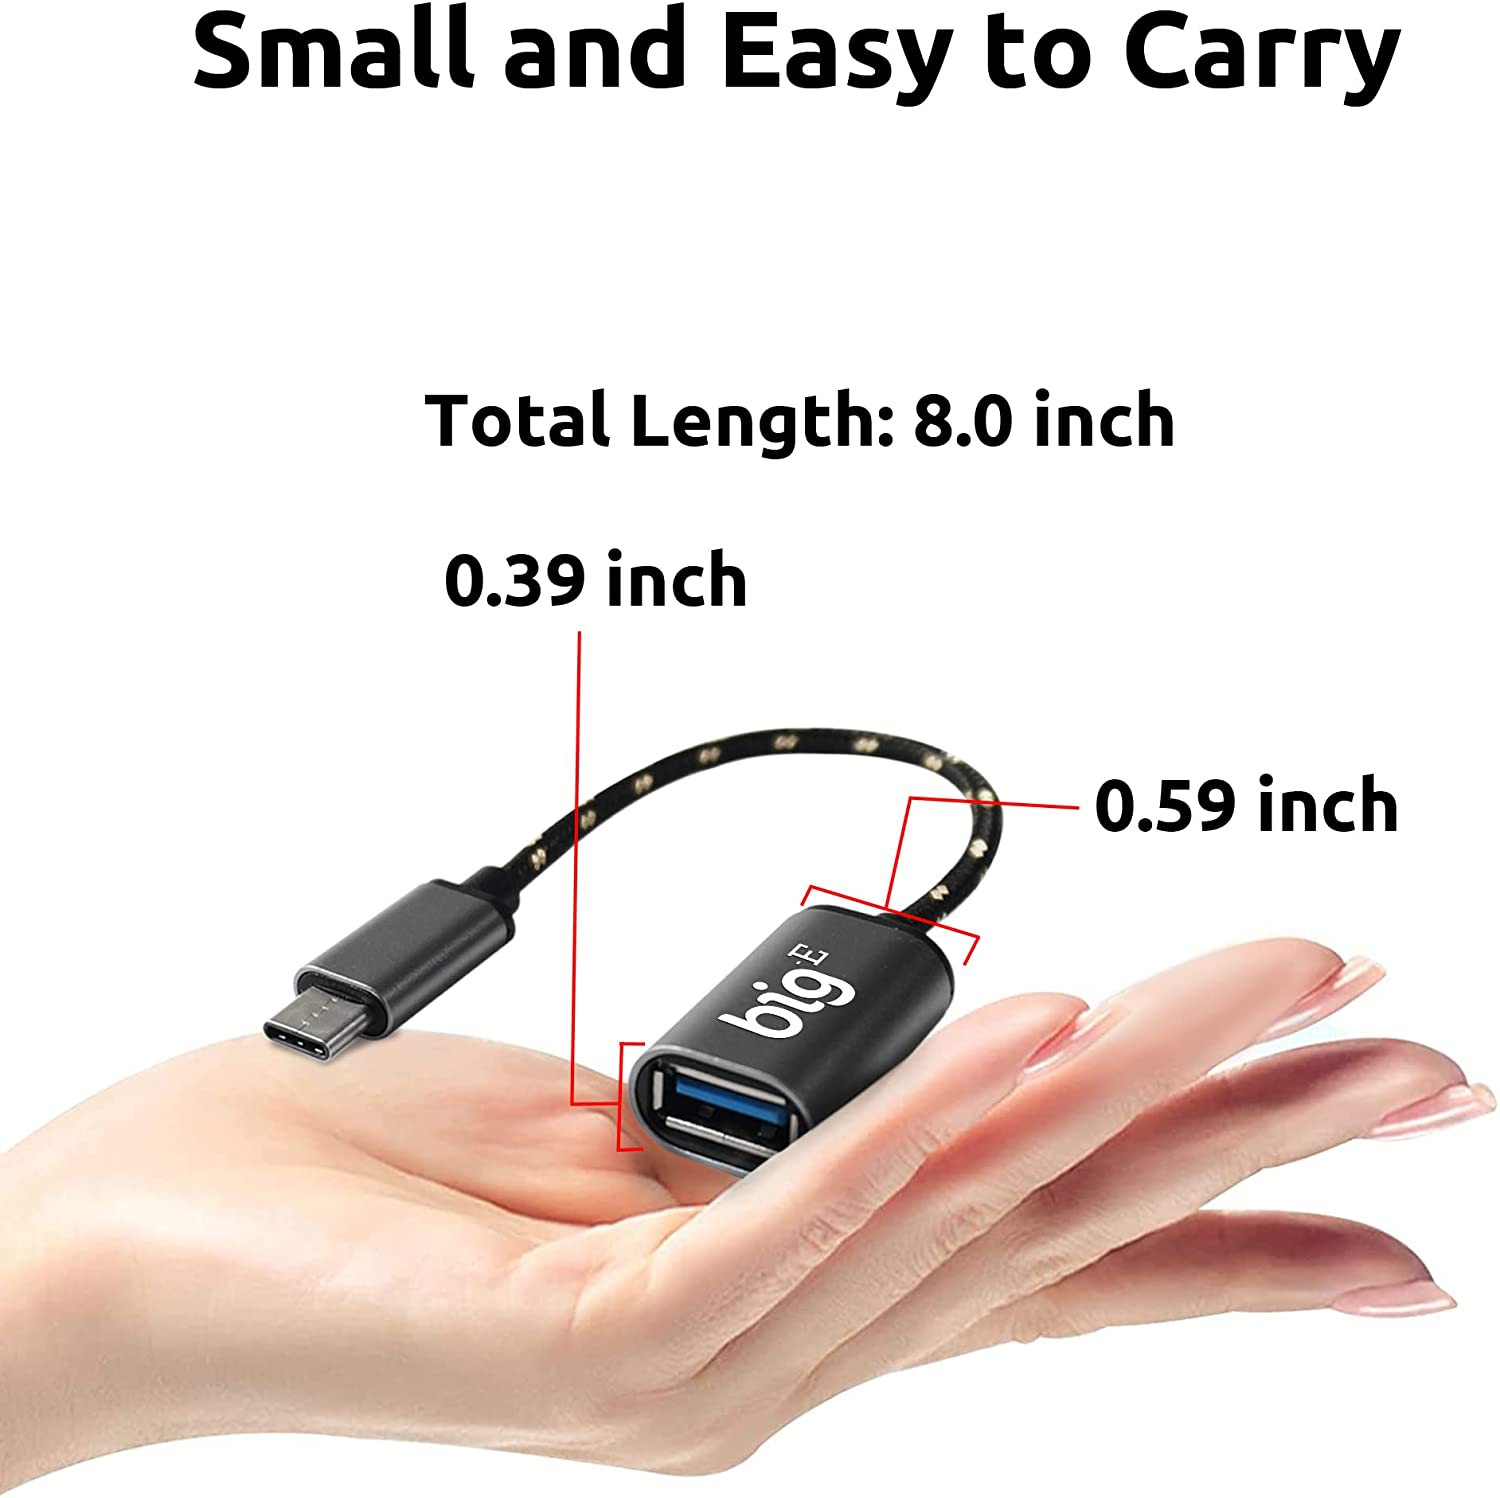 Small and Easy to Carry
Total Length: 8.0 inch
0.39 inch
0.59 inch
big·E